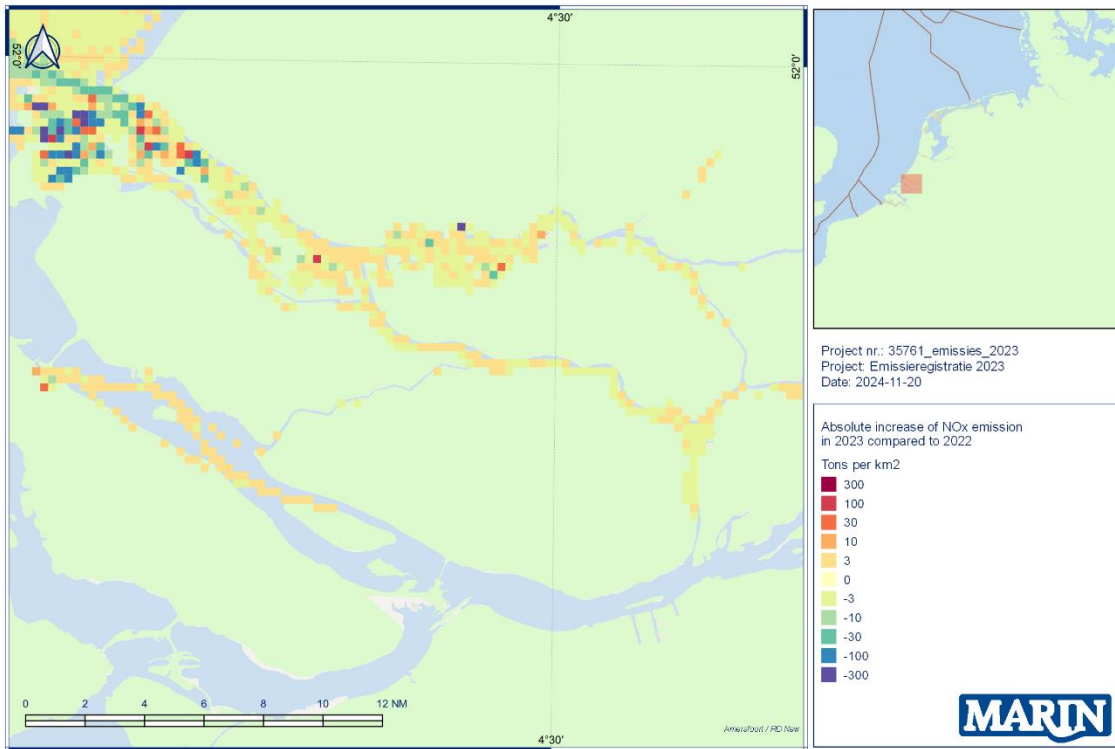 4°30'
52°0'
52°0'
0 2 4 6 8 10 12 NM
4°30'
Amersfoort / RD New
Project nr.: 35761_emissies_2023
Project: Emissieregistratie 2023
Date: 2024-11-20
Absolute increase of NOx emission
in 2023 compared to 2022
Tons per km2
300
100
30
10
3
0
-3
-10
-30
-100
-300
MARIN